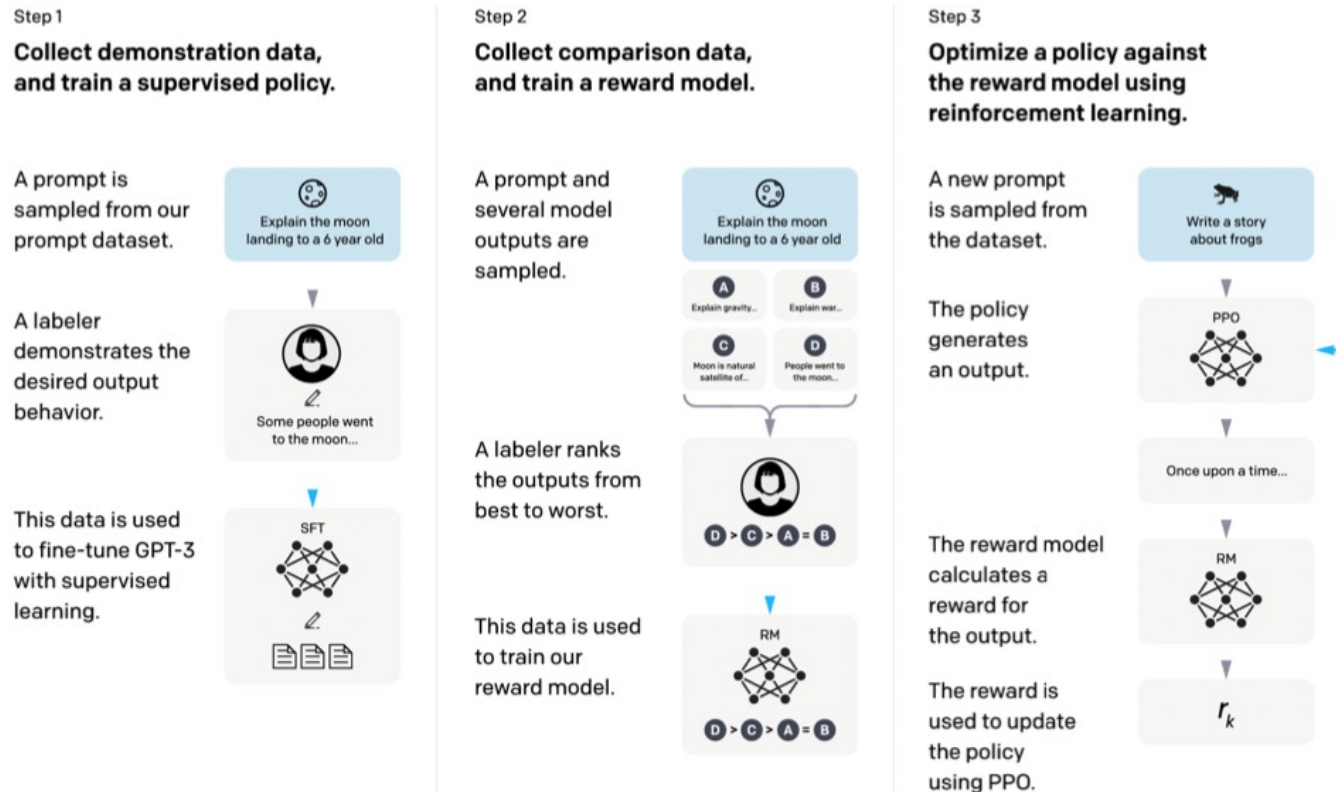 Step 1
Collect demonstration data,
and train a supervised policy.
A prompt is
sampled from our
prompt dataset.
Explain the moon
landing to a 6 year old
A labeler
demonstrates the
desired output
behavior.
Some people went
to the moon...
This data is used
to fine-tune GPT-3
with supervised
learning.
SFT
Step 2
Collect comparison data,
and train a reward model.
A prompt and
several model
outputs are
sampled.
Explain the moon
landing to a 6 year old
A
Explain gravity...
B
Explain war...
C
Moon is natural
satellite of...
D
People went to
the moon...
A labeler ranks
the outputs from
best to worst.
D > C > A = B
This data is used
to train our
reward model.
RM
D > C > A = B
Step 3
Optimize a policy against
the reward model using
reinforcement learning.
A new prompt
is sampled from
the dataset.
Write a story
about frogs
The policy
generates
an output.
PPO
Once upon a time...
The reward model
calculates a
reward for
the output.
RM
The reward is
used to update
the policy
using PPO.
rk